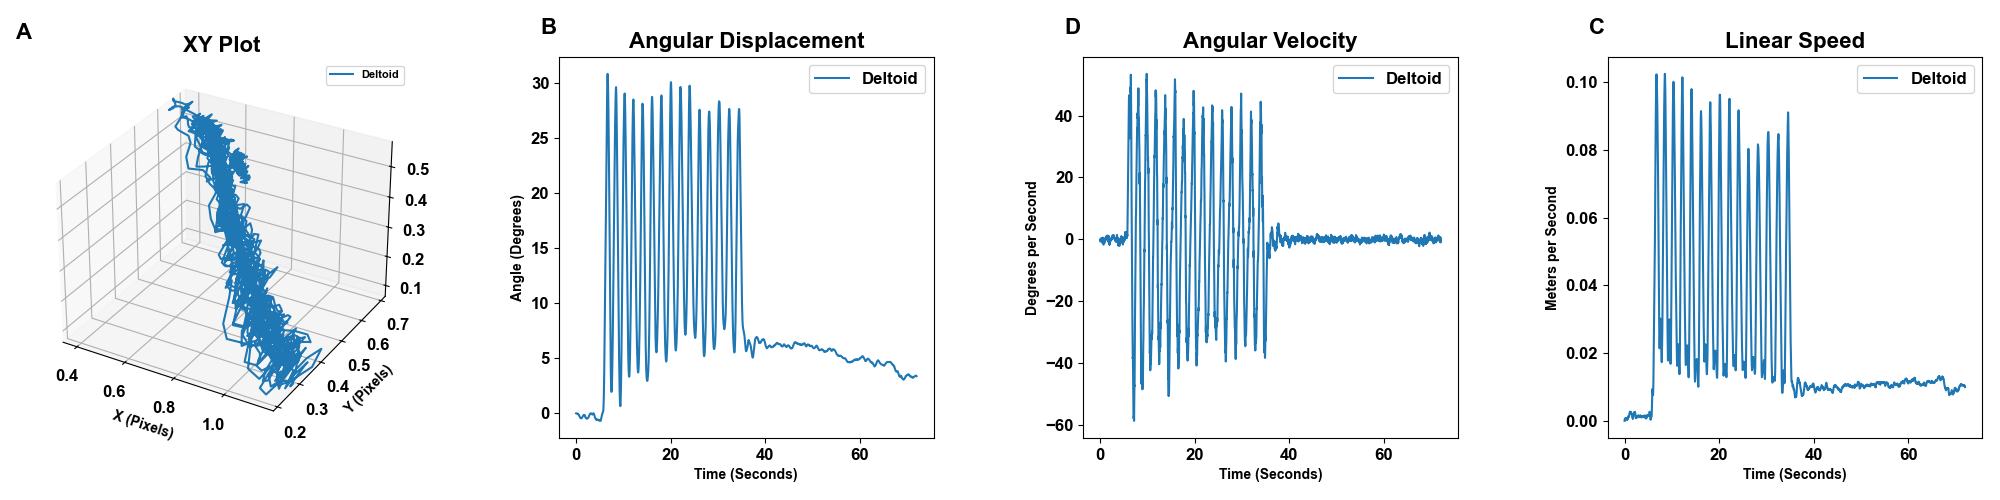 A
XY Plot
Deltoid
0.5
0.4
0.3
0.2
0.1
0.4
0.6
0.8
1.0
X (Pixels)
0.2
0.3
0.4
0.5
0.6
0.7
Y (Pixels)
B
Angular Displacement
Deltoid
30
25
20
15
10
5
0
Angle (Degrees)
0 20 40 60
Time (Seconds)
D
Angular Velocity
Deltoid
40
20
0
−20
−40
−60
Degrees per Second
0 20 40 60
Time (Seconds)
C
Linear Speed
Deltoid
0.10
0.08
0.06
0.04
0.02
0.00
Meters per Second
0 20 40 60
Time (Seconds)